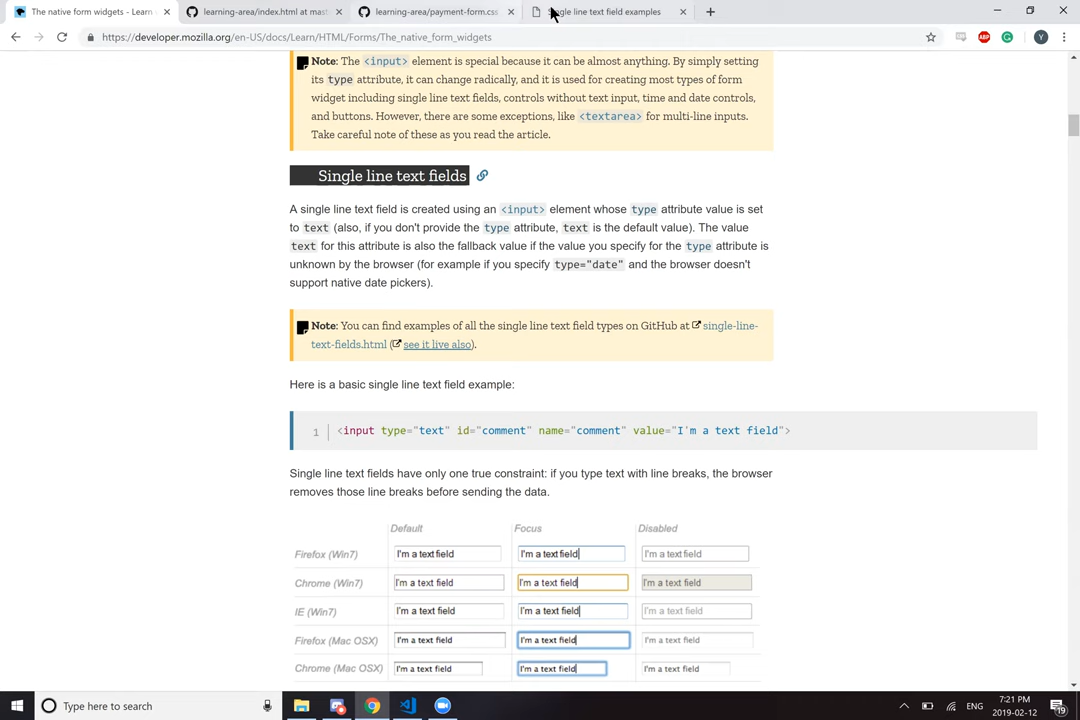 The native form widgets - Learn
learning-area/index.html at mast
learning-area/payment-form.css
Single line text field examples
https://developer.mozilla.org/en-US/docs/Learn/HTML/Forms/The_native_form_widgets
ABP
Y
Note: The <input> element is special because it can be almost anything. By simply setting
its type attribute, it can change radically, and it is used for creating most types of form
widget including single line text fields, controls without text input, time and date controls,
and buttons. However, there are some exceptions, like <textarea> for multi-line inputs.
Take careful note of these as you read the article.
Single line text fields
A single line text field is created using an <input> element whose type attribute value is set
to text (also, if you don't provide the type attribute, text is the default value). The value
text for this attribute is also the fallback value if the value you specify for the type attribute is
unknown by the browser (for example if you specify type="date" and the browser doesn't
support native date pickers).
Note: You can find examples of all the single line text field types on GitHub at single-line-
text-fields.html (see it live also).
Here is a basic single line text field example:
1 <input type="text" id="comment" name="comment" value="I'm a text field">
Single line text fields have only one true constraint: if you type text with line breaks, the browser
removes those line breaks before sending the data.
Default Focus Disabled
Firefox (Win7) I'm a text field I'm a text field I'm a text field
Chrome (Win7) I'm a text field I'm a text field I'm a text field
IE (Win7) I'm a text field I'm a text field I'm a text field
Firefox (Mac OSX) I'm a text field I'm a text field I'm a text field
Chrome (Mac OSX) I'm a text field I'm a text field I'm a text field
Type here to search
ENG
7:21 PM
2019-02-12
19